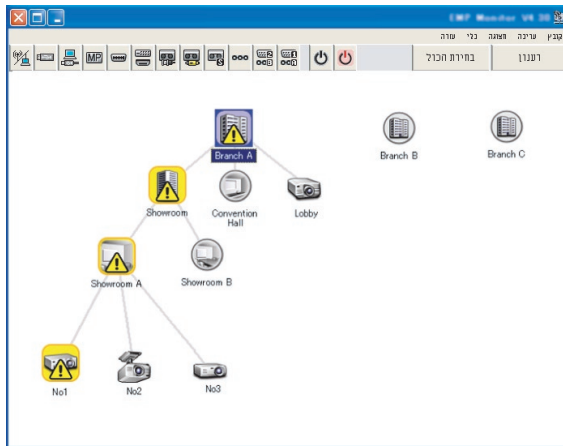 EMP Monitor V4.30
קובץ עריכה תצוגה כלי עזרה
MP
רענון
בחירת הכול
Branch A
Branch B
Branch C
Showroom
Convention
Hall
Lobby
Showroom A
Showroom B
No1
No2
No3